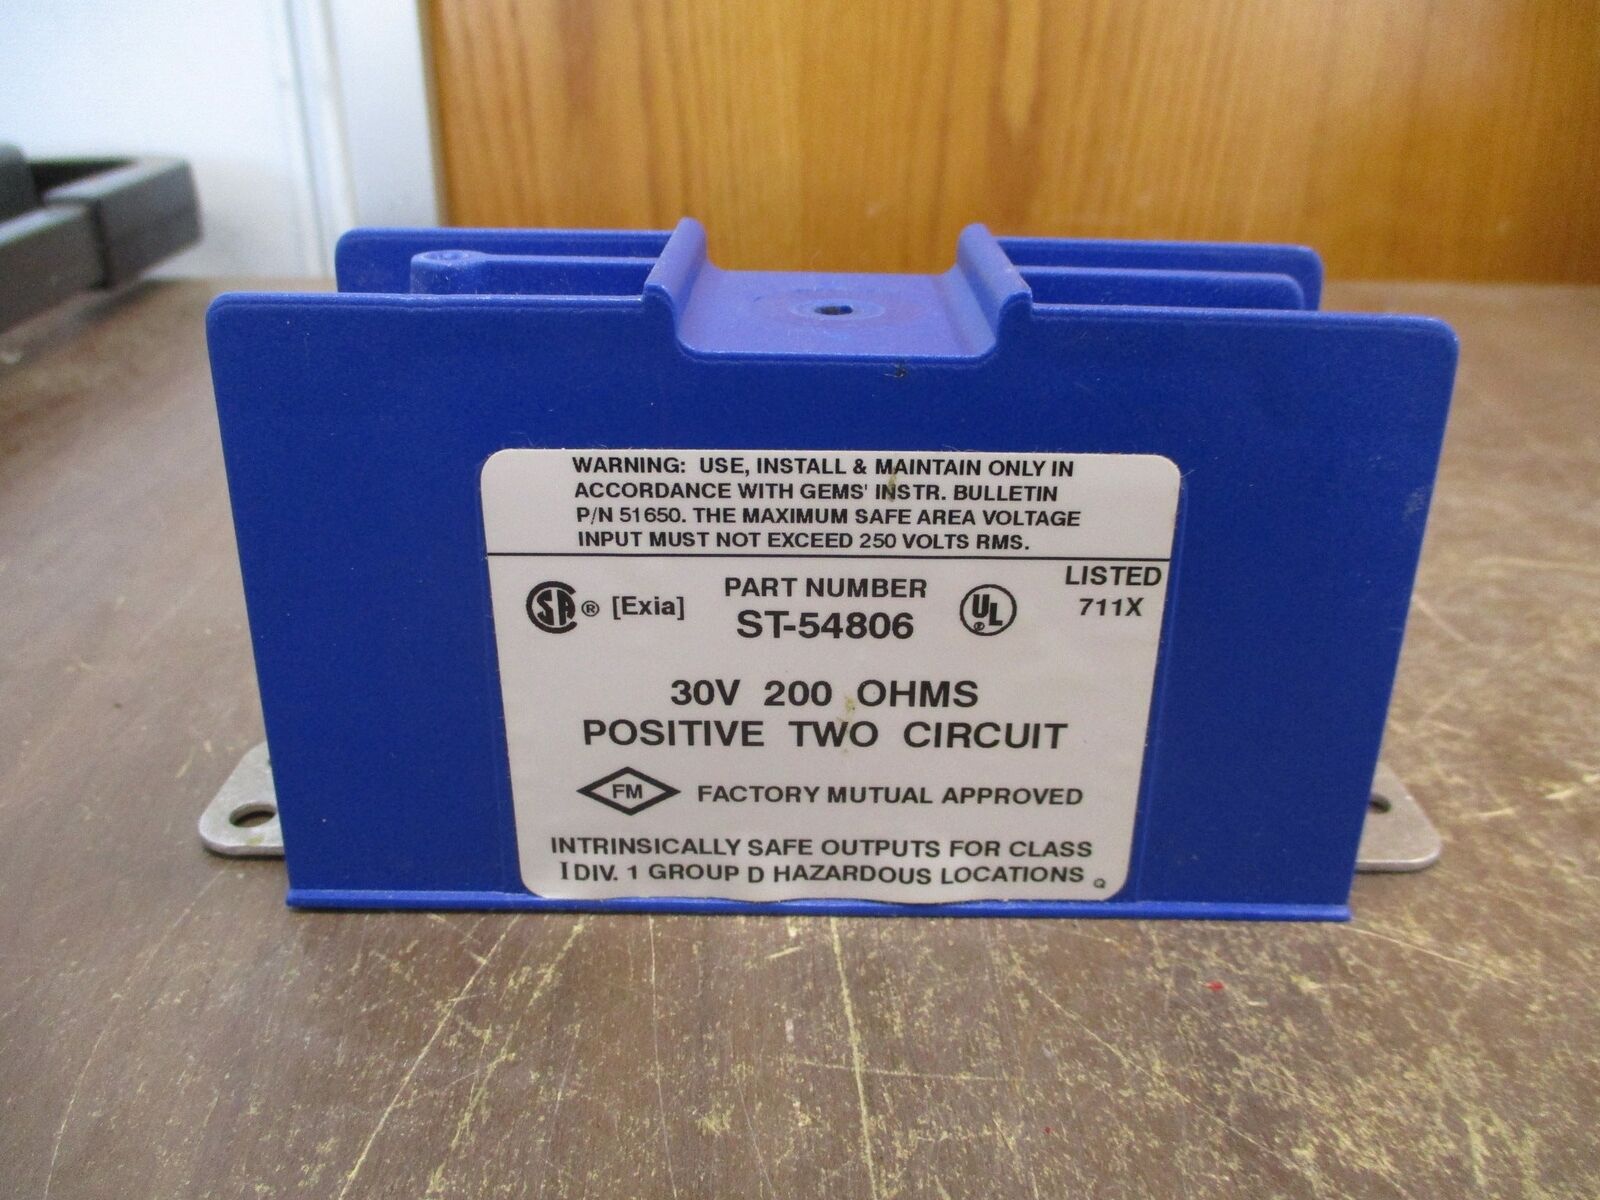 WARNING: USE, INSTALL & MAINTAIN ONLY IN
ACCORDANCE WITH GEMS' INSTR. BULLETIN
P/N 51650. THE MAXIMUM SAFE AREA VOLTAGE
INPUT MUST NOT EXCEED 250 VOLTS RMS.
SA ® [Exia]
PART NUMBER
ST-54806
UL ®
LISTED
711X
30V 200 OHMS
POSITIVE TWO CIRCUIT
FM FACTORY MUTUAL APPROVED
INTRINSICALLY SAFE OUTPUTS FOR CLASS
I DIV. 1 GROUP D HAZARDOUS LOCATIONS Q